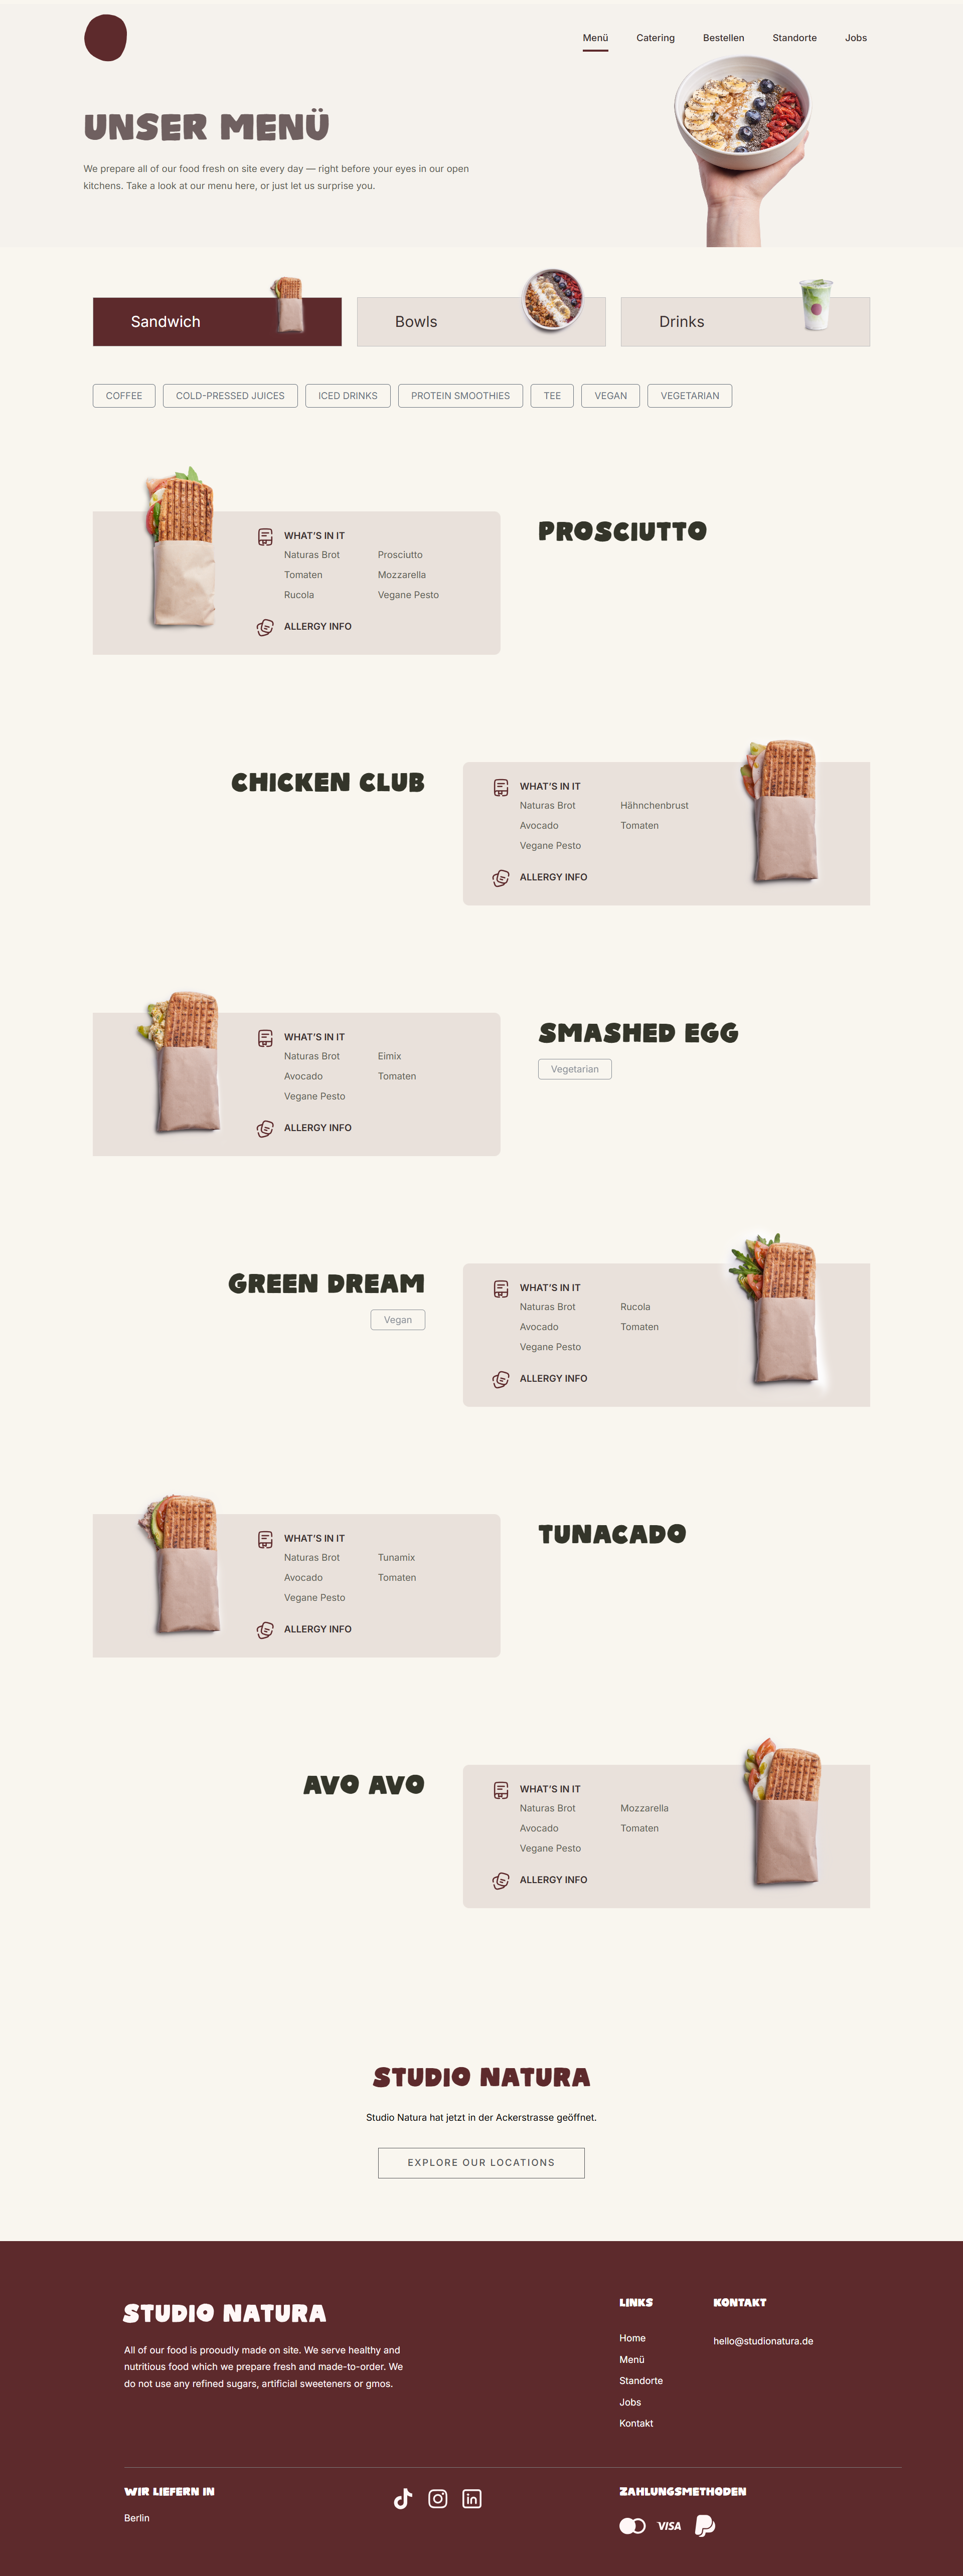 Menü
Catering
Bestellen
Standorte
Jobs
UNSER MENÜ
We prepare all of our food fresh on site every day — right before your eyes in our open
kitchens. Take a look at our menu here, or just let us surprise you.
Sandwich
Bowls
Drinks
COFFEE
COLD-PRESSED JUICES
ICED DRINKS
PROTEIN SMOOTHIES
TEE
VEGAN
VEGETARIAN
PROSCIUTTO
WHAT'S IN IT
Naturas Brot
Prosciutto
Tomaten
Mozzarella
Rucola
Vegane Pesto
ALLERGY INFO
CHICKEN CLUB
WHAT'S IN IT
Naturas Brot
Hähnchenbrust
Avocado
Tomaten
Vegane Pesto
ALLERGY INFO
SMASHED EGG
Vegetarian
WHAT'S IN IT
Naturas Brot
Eimix
Avocado
Tomaten
Vegane Pesto
ALLERGY INFO
GREEN DREAM
Vegan
WHAT'S IN IT
Naturas Brot
Rucola
Avocado
Tomaten
Vegane Pesto
ALLERGY INFO
TUNACADO
WHAT'S IN IT
Naturas Brot
Tunamix
Avocado
Tomaten
Vegane Pesto
ALLERGY INFO
AVO AVO
WHAT'S IN IT
Naturas Brot
Mozzarella
Avocado
Tomaten
Vegane Pesto
ALLERGY INFO
STUDIO NATURA
Studio Natura hat jetzt in der Ackerstrasse geöffnet.
EXPLORE OUR LOCATIONS
STUDIO NATURA
All of our food is prooudly made on site. We serve healthy and
nutritious food which we prepare fresh and made-to-order. We
do not use any refined sugars, artificial sweeteners or gmos.
LINKS
Home
Menü
Standorte
Jobs
Kontakt
KONTAKT
hello@studionatura.de
WIR LIEFERN IN
Berlin
in
ZAHLUNGSMETHODEN
VISA